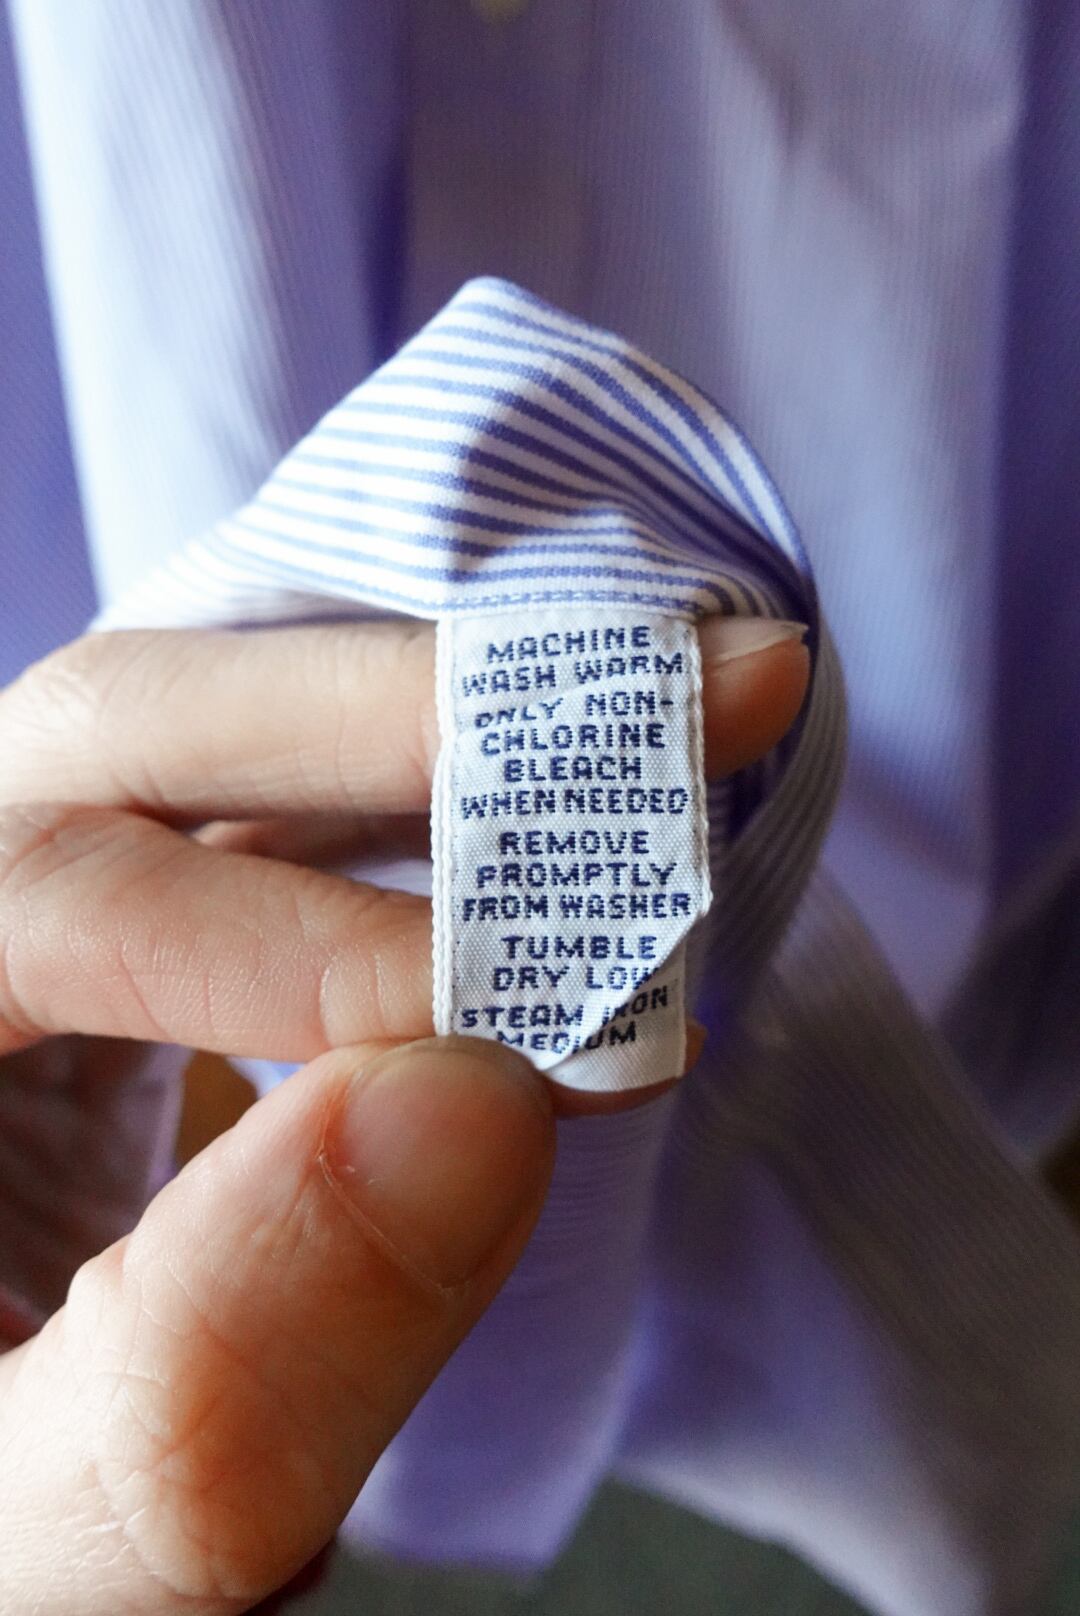 MACHINE
WASH WARM
ONLY NON-
CHLORINE
BLEACH
WHEN NEEDED
REMOVE
PROMPTLY
FROM WASHER
TUMBLE
DRY LOW
STEAM IRON
MEDIUM